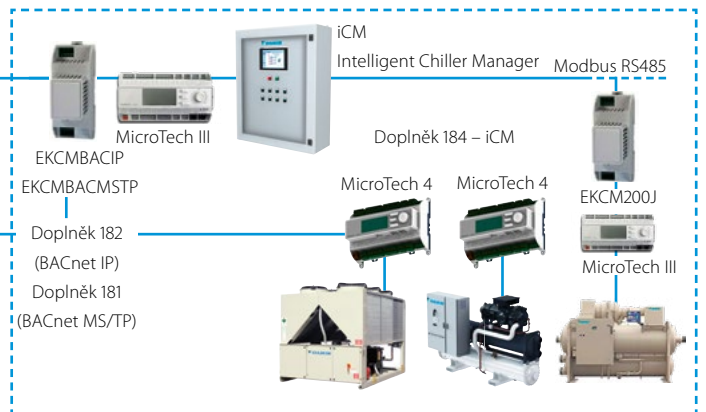 iCM
Intelligent Chiller Manager
Modbus RS485
MicroTech III
EKCMBACIP
EKCMBACMSTP
Doplněk 184 – iCM
MicroTech 4
MicroTech 4
EKCM200J
MicroTech III
Doplněk 182
(BACnet IP)
Doplněk 181
(BACnet MS/TP)